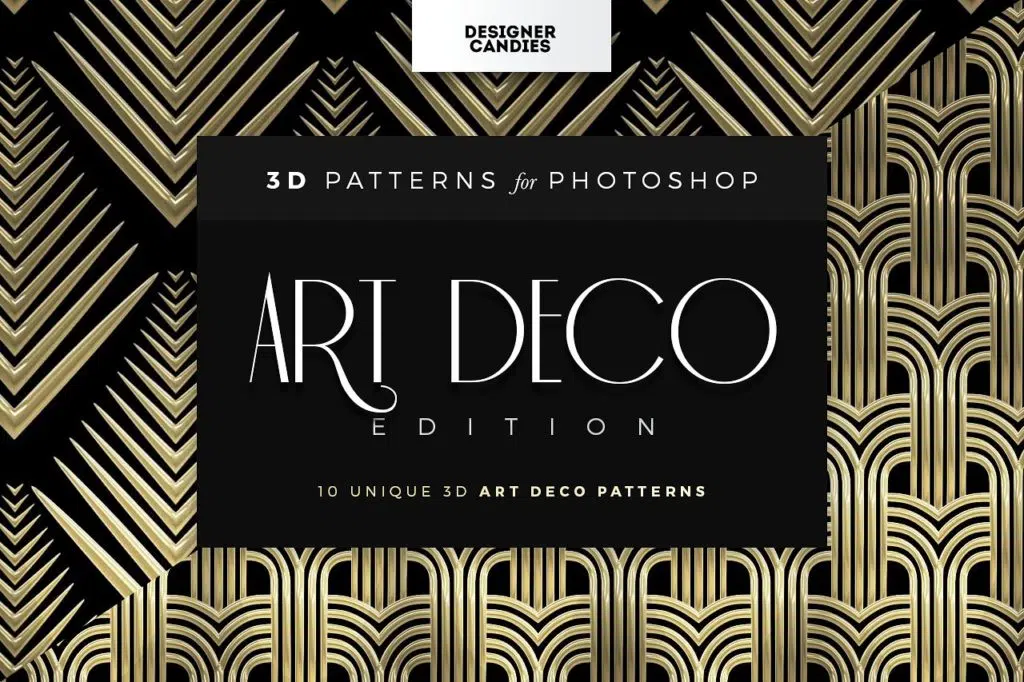 DESIGNER
CANDIES
3D PATTERNS for PHOTOSHOP
ART DECO
EDITION
10 UNIQUE 3D ART DECO PATTERNS